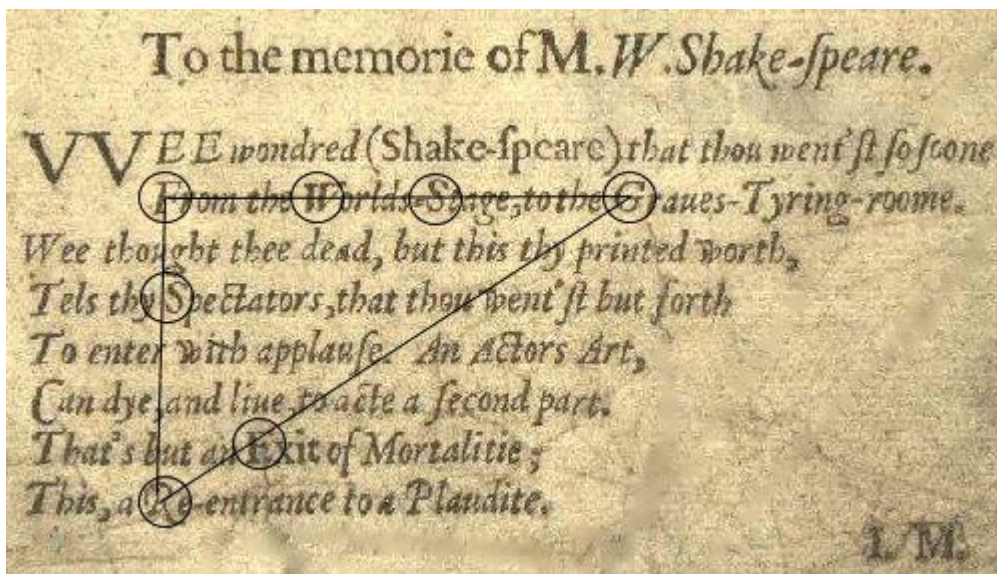 To the memorie of M. W. Shake-ſpeare.
VVEE wondred (Shake-ſpeare) that thou went'ſt ſo ſoone
From the Worlds-Stage, to the Graues-Tyring-roome.
Wee thought thee dead, but this thy printed worth,
Tels thy Spectators, that thou went'ſt but forth
To enter with applauſe. An Actors Art,
Can dye, and liue, to acte a ſecond part.
That's but an Exit of Mortalitie;
This, a Re-entrance to a Plaudite.
I. M.